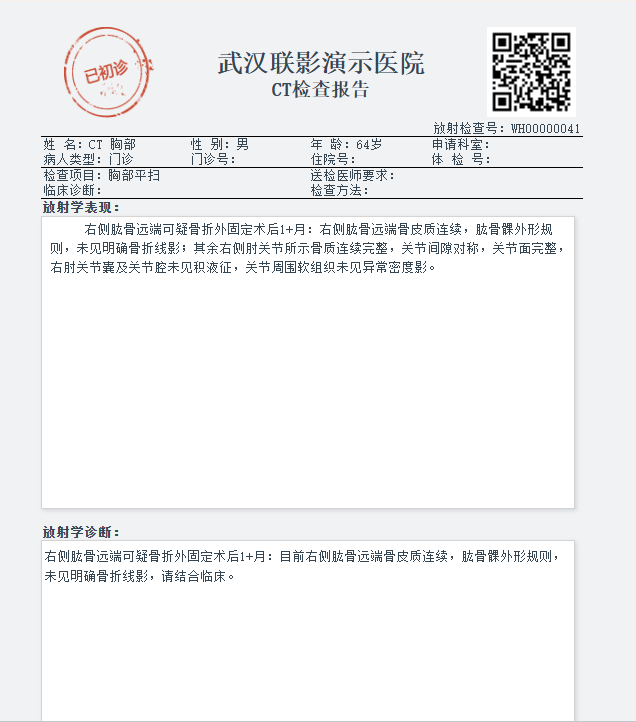 已初诊
武汉联影演示医院
CT检查报告
放射检查号：WH00000041
姓 名：CT 胸部 性 别：男 年 龄：64岁 申请科室：
病人类型：门诊 门诊号： 住院号： 体 检 号：
检查项目：胸部平扫 送检医师要求：
临床诊断： 检查方法：
放射学表现：
右侧肱骨远端可疑骨折外固定术后1+月：右侧肱骨远端骨皮质连续，肱骨髁外形规
则，未见明确骨折线影；其余右侧肘关节所示骨质连续完整，关节间隙对称，关节面完整，
右肘关节囊及关节腔未见积液征，关节周围软组织未见异常密度影。
放射学诊断：
右侧肱骨远端可疑骨折外固定术后1+月：目前右侧肱骨远端骨皮质连续，肱骨髁外形规则，
未见明确骨折线影，请结合临床。